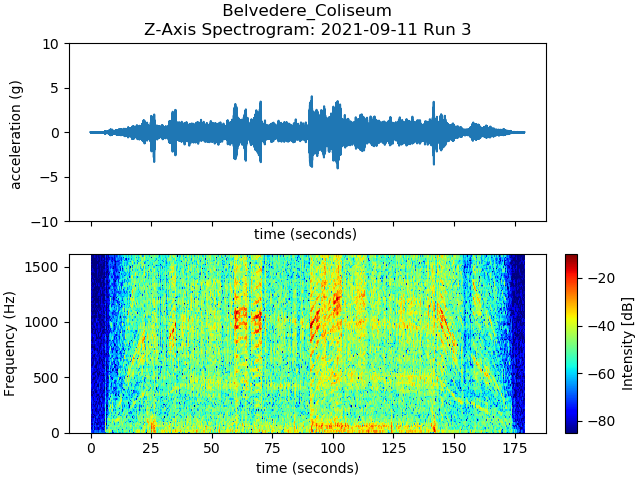 Belvedere_Coliseum
Z-Axis Spectrogram: 2021-09-11 Run 3
10
5
0
−5
−10
acceleration (g)
time (seconds)
1500
1000
500
0
Frequency (Hz)
0 25 50 75 100 125 150 175
time (seconds)
−20
−40
−60
−80
Intensity [dB]